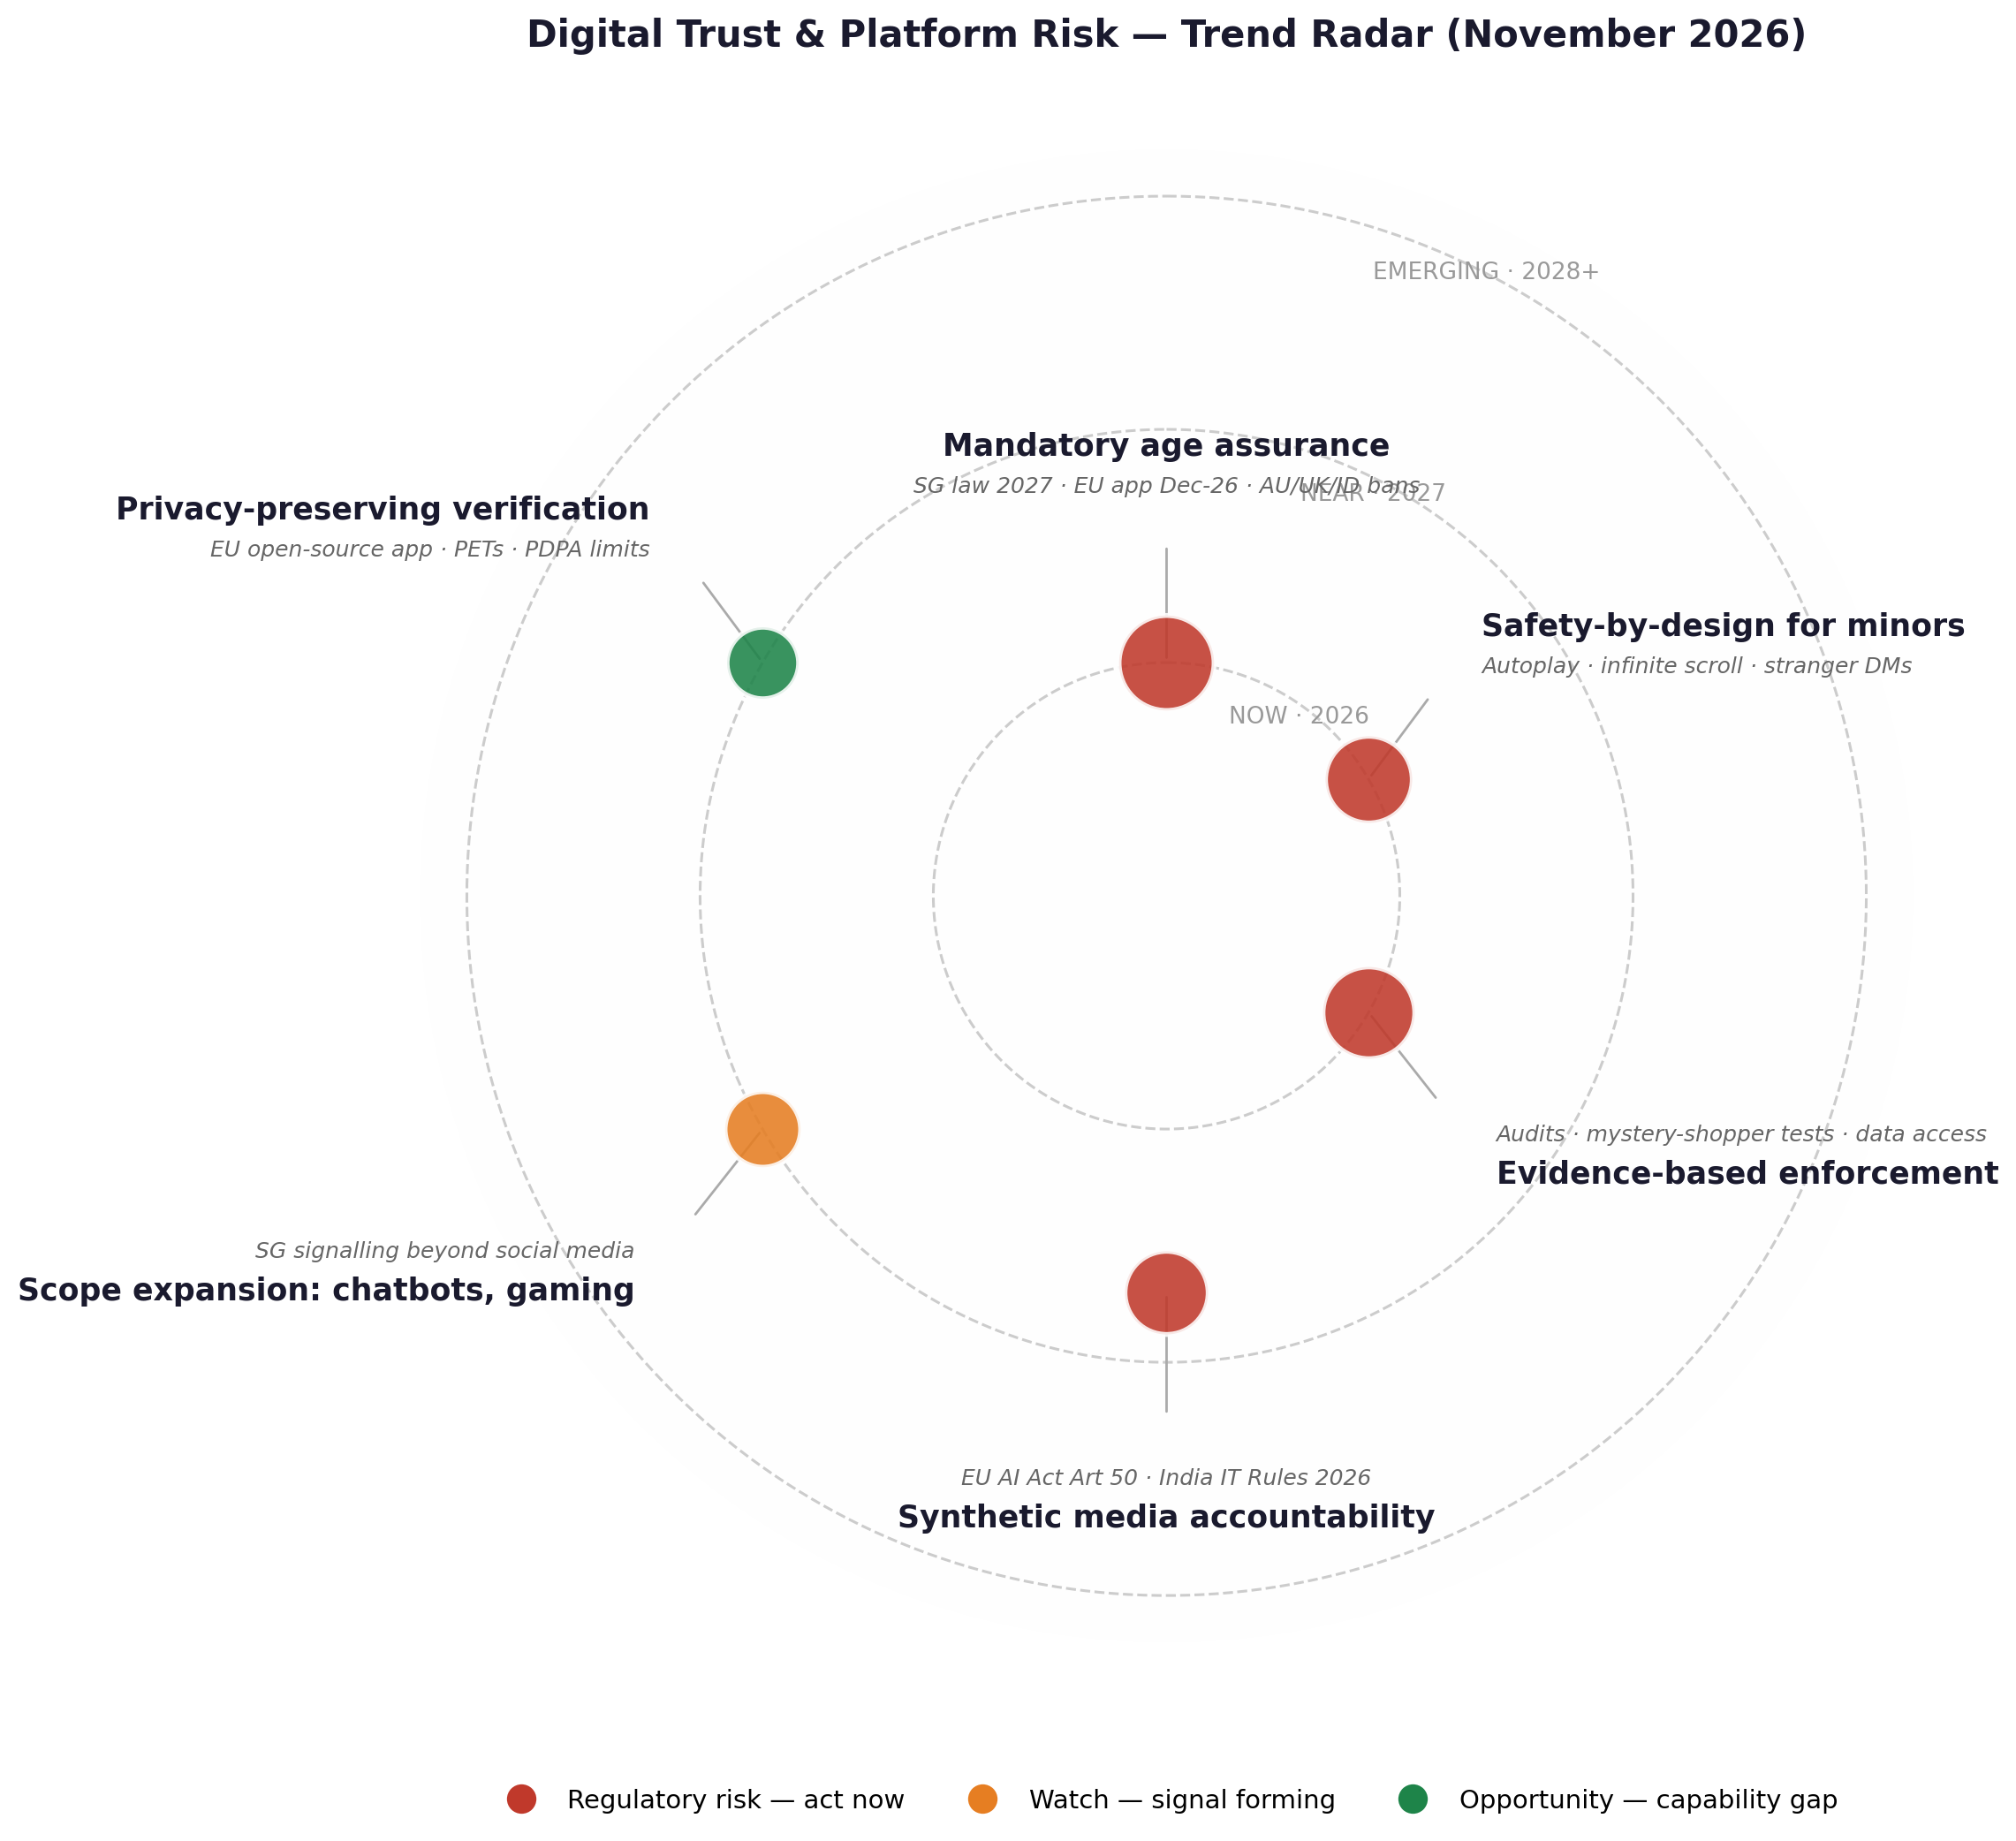 Digital Trust & Platform Risk — Trend Radar (November 2026)
EMERGING · 2028+
Mandatory age assurance
SG law 2027 · EU app Dec-26 · AU/UK/ID bans
NEAR · 2027
Privacy-preserving verification
EU open-source app · PETs · PDPA limits
Safety-by-design for minors
Autoplay · infinite scroll · stranger DMs
NOW · 2026
Audits · mystery-shopper tests · data access
Evidence-based enforcement
SG signalling beyond social media
Scope expansion: chatbots, gaming
EU AI Act Art 50 · India IT Rules 2026
Synthetic media accountability
Regulatory risk — act now
Watch — signal forming
Opportunity — capability gap